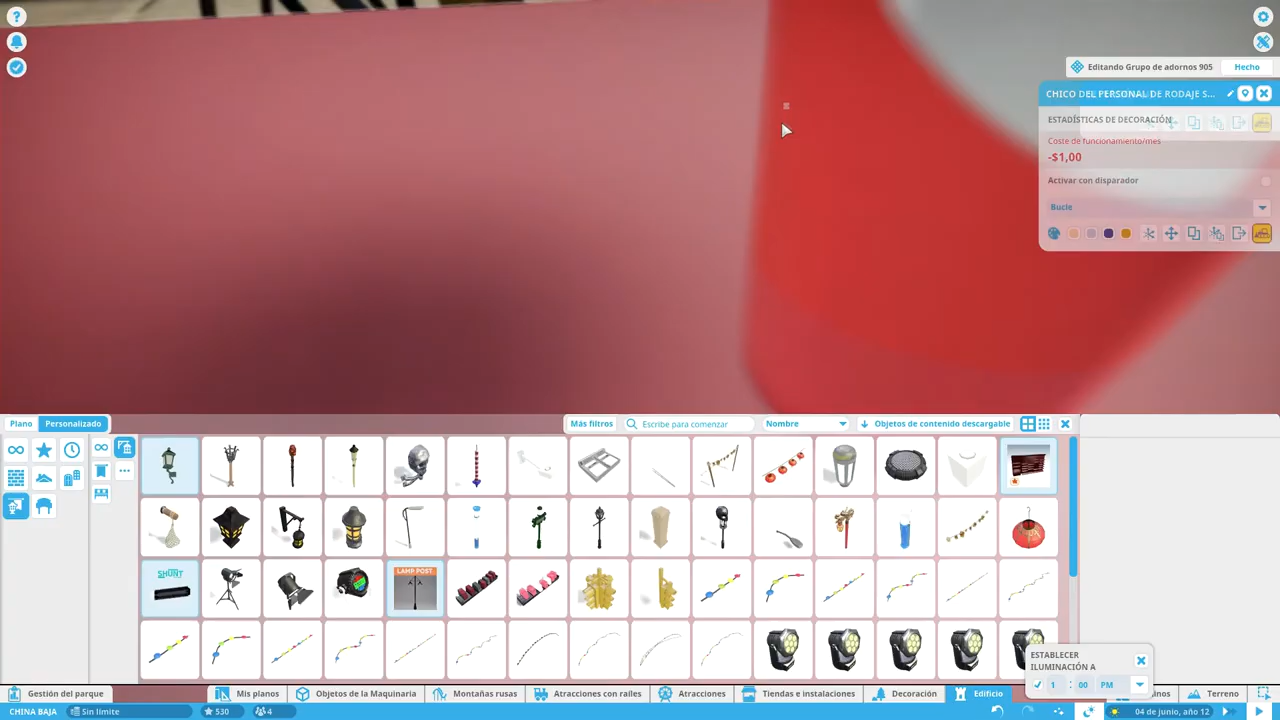 Editando Grupo de adornos 905
Hecho
CHICO DEL PERSONAL DE RODAJE S...
ESTADÍSTICAS DE DECORACIÓN
Coste de funcionamiento/mes
-$1,00
Activar con disparador
Bucle
Plano
Personalizado
Más filtros
Escribe para comenzar
Nombre
Objetos de contenido descargable
SHUNT
LAMP POST
ESTABLECER
ILUMINACIÓN A
1 : 00 PM
Gestión del parque
Mis planos
Objetos de la Maquinaria
Montañas rusas
Atracciones con raíles
Atracciones
Tiendas e instalaciones
Decoración
Edificio
Terreno
CHINA BAJA
Sin límite
530
4
04 de junio, año 12